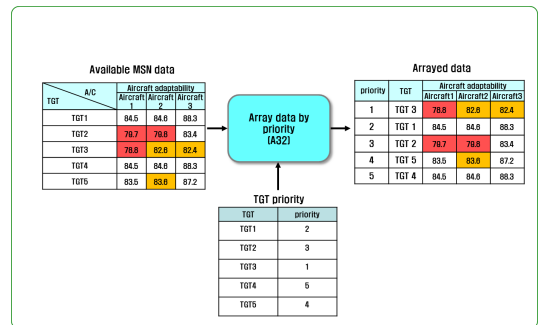 Available MSN data
A/C
TGT
Aircraft adaptability
Aircraft 1 Aircraft 2 Aircraft 3
TGT1 84.5 84.6 88.3
TGT2 79.7 79.8 83.4
TGT3 78.8 82.6 82.4
TGT4 84.5 84.6 88.3
TGT5 83.5 83.6 87.2
Array data by
priority
(A32)
TGT priority
TGT priority
TGT1 2
TGT2 3
TGT3 1
TGT4 5
TGT5 4
Arrayed data
priority TGT Aircraft adaptability
Aircraft1 Aircraft2 Aircraft3
1 TGT 3 78.8 82.6 82.4
2 TGT 1 84.5 84.6 88.3
3 TGT 2 79.7 79.8 83.4
4 TGT 5 83.5 83.6 87.2
5 TGT 4 84.5 84.6 88.3